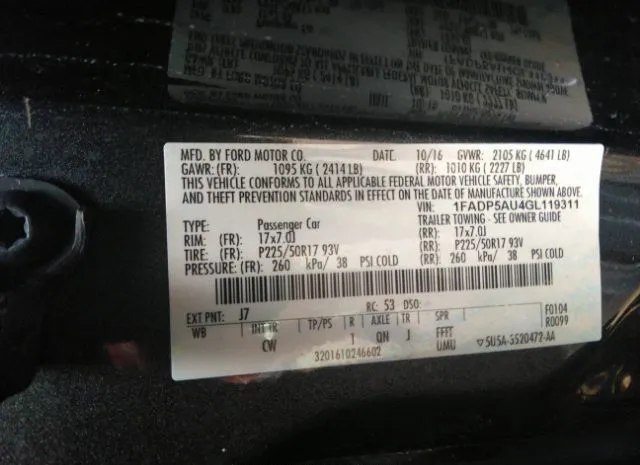 MFD. BY FORD MOTOR CO. DATE: 10/16 GVWR: 2105 KG ( 4641 LB)
GAWR: (FR): 1095 KG ( 2414 LB) (RR): 1010 KG ( 2227 LB)
THIS VEHICLE CONFORMS TO ALL APPLICABLE FEDERAL MOTOR VEHICLE SAFETY, BUMPER,
AND THEFT PREVENTION STANDARDS IN EFFECT ON THE DATE OF MANUFACTURE SHOWN ABOVE.
VIN: 1FADP5AU4GL119311
TYPE: Passenger Car TRAILER TOWING - SEE OWNER GUIDE
RIM: (FR): 17x7.0J (RR): 17x7.0J
TIRE: (FR): P225/50R17 93V (RR): P225/50R17 93V
PRESSURE: (FR): 260 kPa/ 38 PSI COLD (RR): 260 kPa/ 38 PSI COLD
RC: 53 DSO: F0104
EXT PNT: J7 R0099
WB INT TR TP/PS R AXLE TR SPR
CW 1 QN J FFFT
3201610246602 UMU 5U5A-3520472-AA